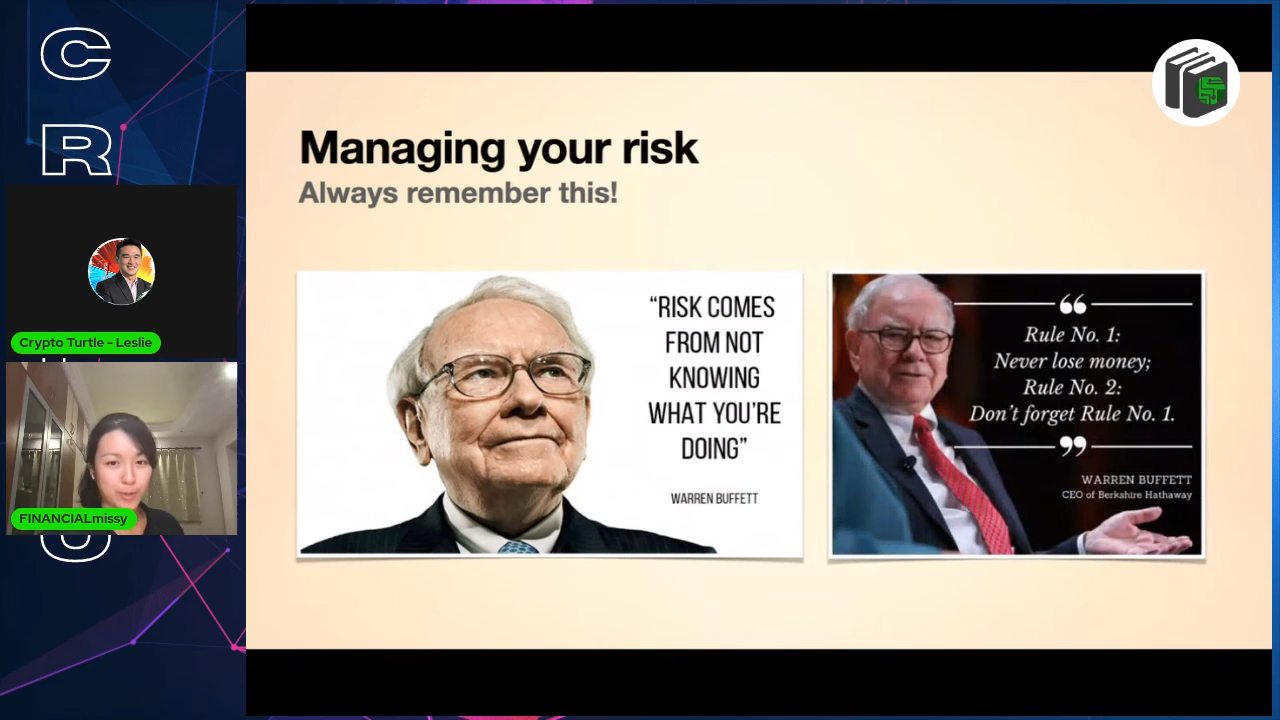 C
R
Managing your risk
Always remember this!
“RISK COMES
FROM NOT
KNOWING
WHAT YOU’RE
DOING”
WARREN BUFFETT
“
Rule No. 1:
Never lose money;
Rule No. 2:
Don’t forget Rule No. 1.
”
WARREN BUFFETT
CEO of Berkshire Hathaway
Crypto Turtle - Leslie
FINANCIALmissy